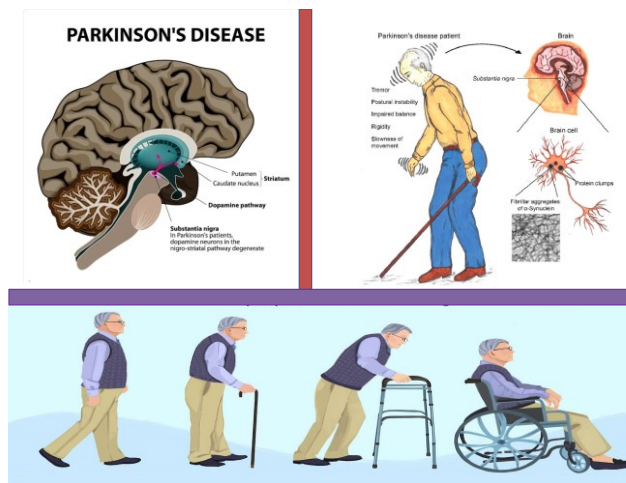 PARKINSON'S DISEASE
Putamen
Caudate nucleus
Striatum
Dopamine pathway
Substantia nigra
In Parkinson's patients,
dopamine neurons in the
nigro-striatal pathway degenerate
Parkinson's disease patient
Tremor
Postural instability
Impaired balance
Rigidity
Slowness of
movement
Brain
Substantia nigra
Brain cell
Protein clumps
Fibrillar aggregates
of α-Synuclein